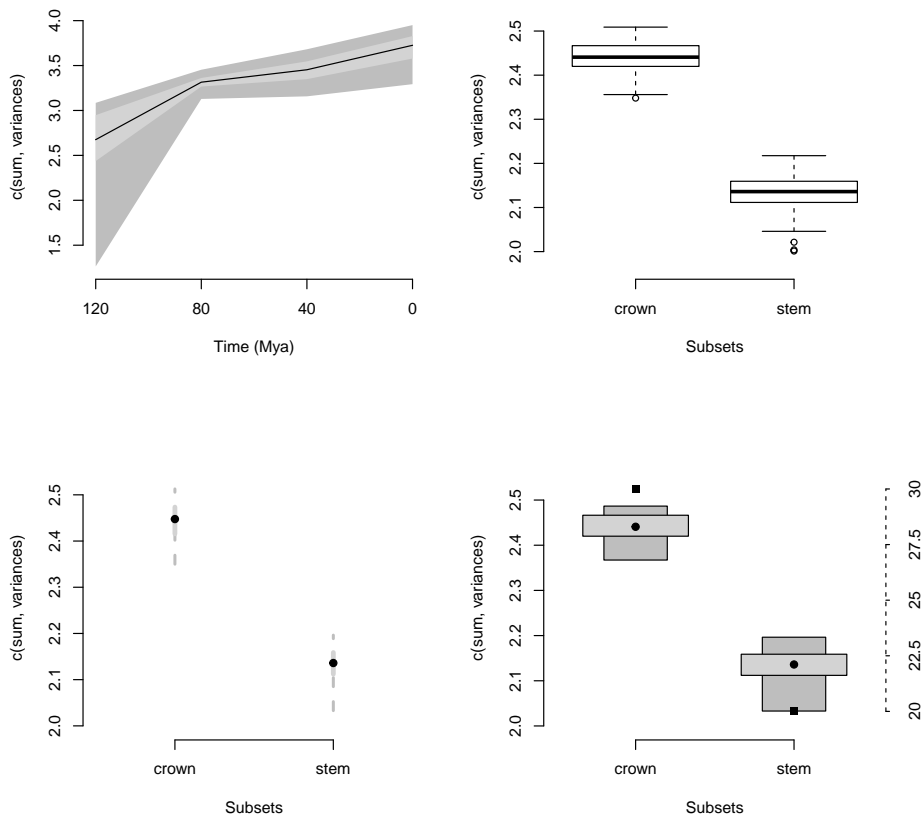 c(sum, variances)
4.0
3.5
3.0
2.5
2.0
1.5
120 80 40 0
Time (Mya)
c(sum, variances)
2.5
2.4
2.3
2.2
2.1
2.0
crown stem
Subsets
c(sum, variances)
2.5
2.4
2.3
2.2
2.1
2.0
crown stem
Subsets
c(sum, variances)
2.5
2.4
2.3
2.2
2.1
2.0
crown stem
Subsets
30
28.5
27.5
25
22.5
20